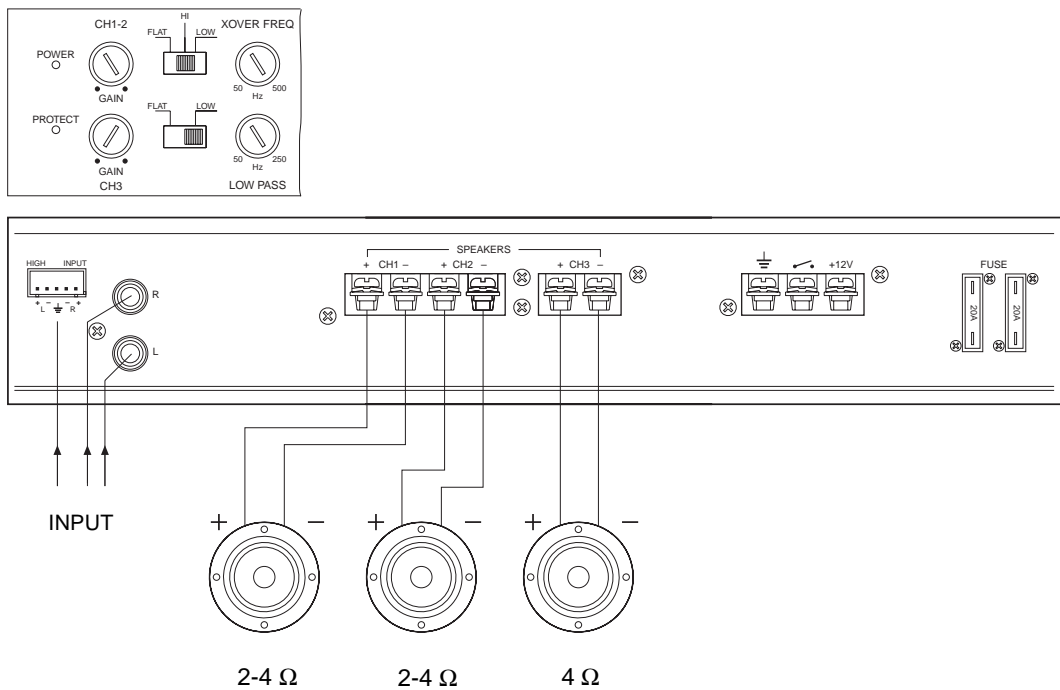 CH1-2 HI XOVER FREQ
FLAT LOW
POWER
50 500
Hz
GAIN
FLAT LOW
PROTECT
50 250
Hz
GAIN
CH3 LOW PASS
SPEAKERS
HIGH INPUT + CH1 – + CH2 – + CH3 – +12V FUSE
+ – – +
L R
R
20A 20A
L
INPUT
+ – + – + –
2-4 Ω 2-4 Ω 4 Ω